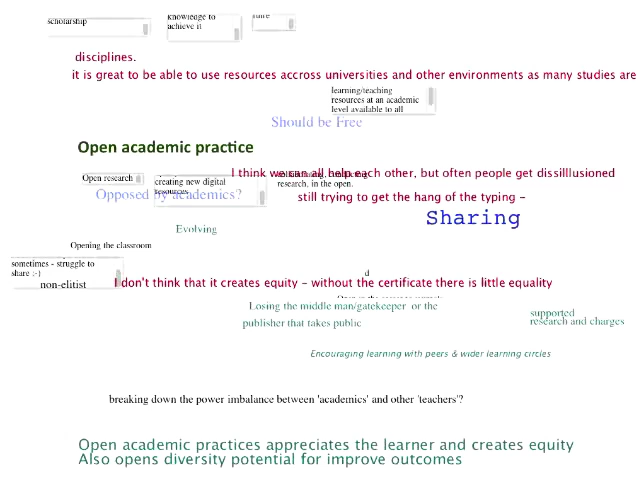 scholarship
knowledge to
achieve it
disciplines.
it is great to be able to use resources accross universities and other environments as many studies are
learning/teaching
resources at an academic
level available to all
Should be Free
Open academic practice
Open research
creating new digital
resources
I think we can all help each other, but often people get dissilllusioned
research, in the open.
Opposed by academics?
still trying to get the hang of the typing –
Sharing
Evolving
Opening the classroom
sometimes - struggle to
share :-)
non-elitist
d
I don't think that it creates equity – without the certificate there is little equality
Losing the middle man/gatekeeper or the
publisher that takes public
supported
research and charges
Encouraging learning with peers & wider learning circles
breaking down the power imbalance between 'academics' and other 'teachers'?
Open academic practices appreciates the learner and creates equity
Also opens diversity potential for improve outcomes